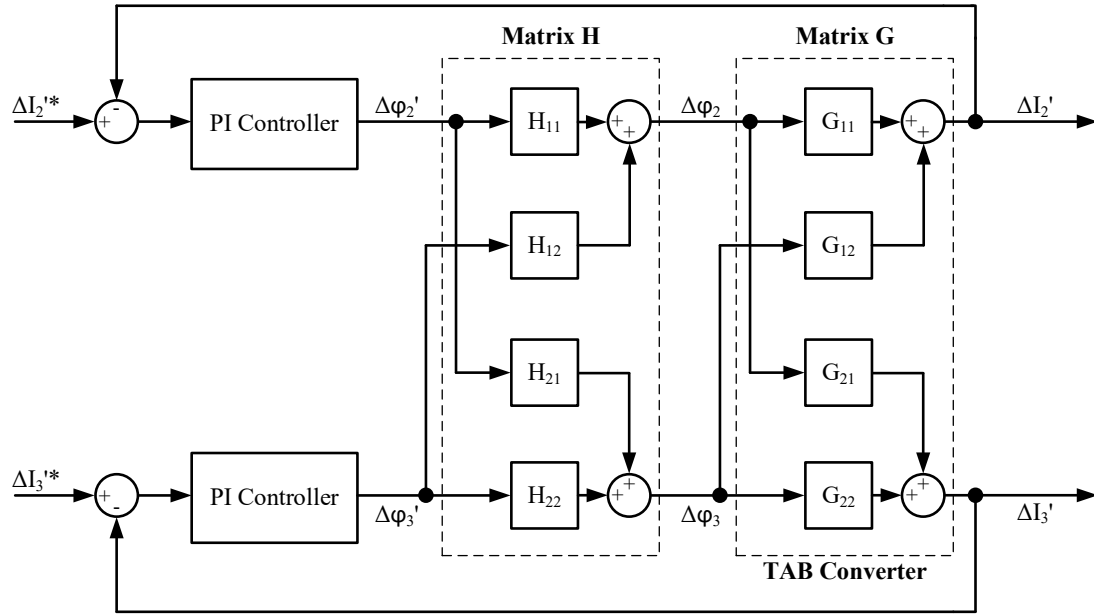 Matrix H Matrix G
ΔI₂'* - + PI Controller Δφ₂' H₁₁ + + Δφ₂ G₁₁ + + ΔI₂'
H₁₂ G₁₂
H₂₁ G₂₁
ΔI₃'* + - PI Controller Δφ₃' H₂₂ + + Δφ₃ G₂₂ + + ΔI₃'
TAB Converter